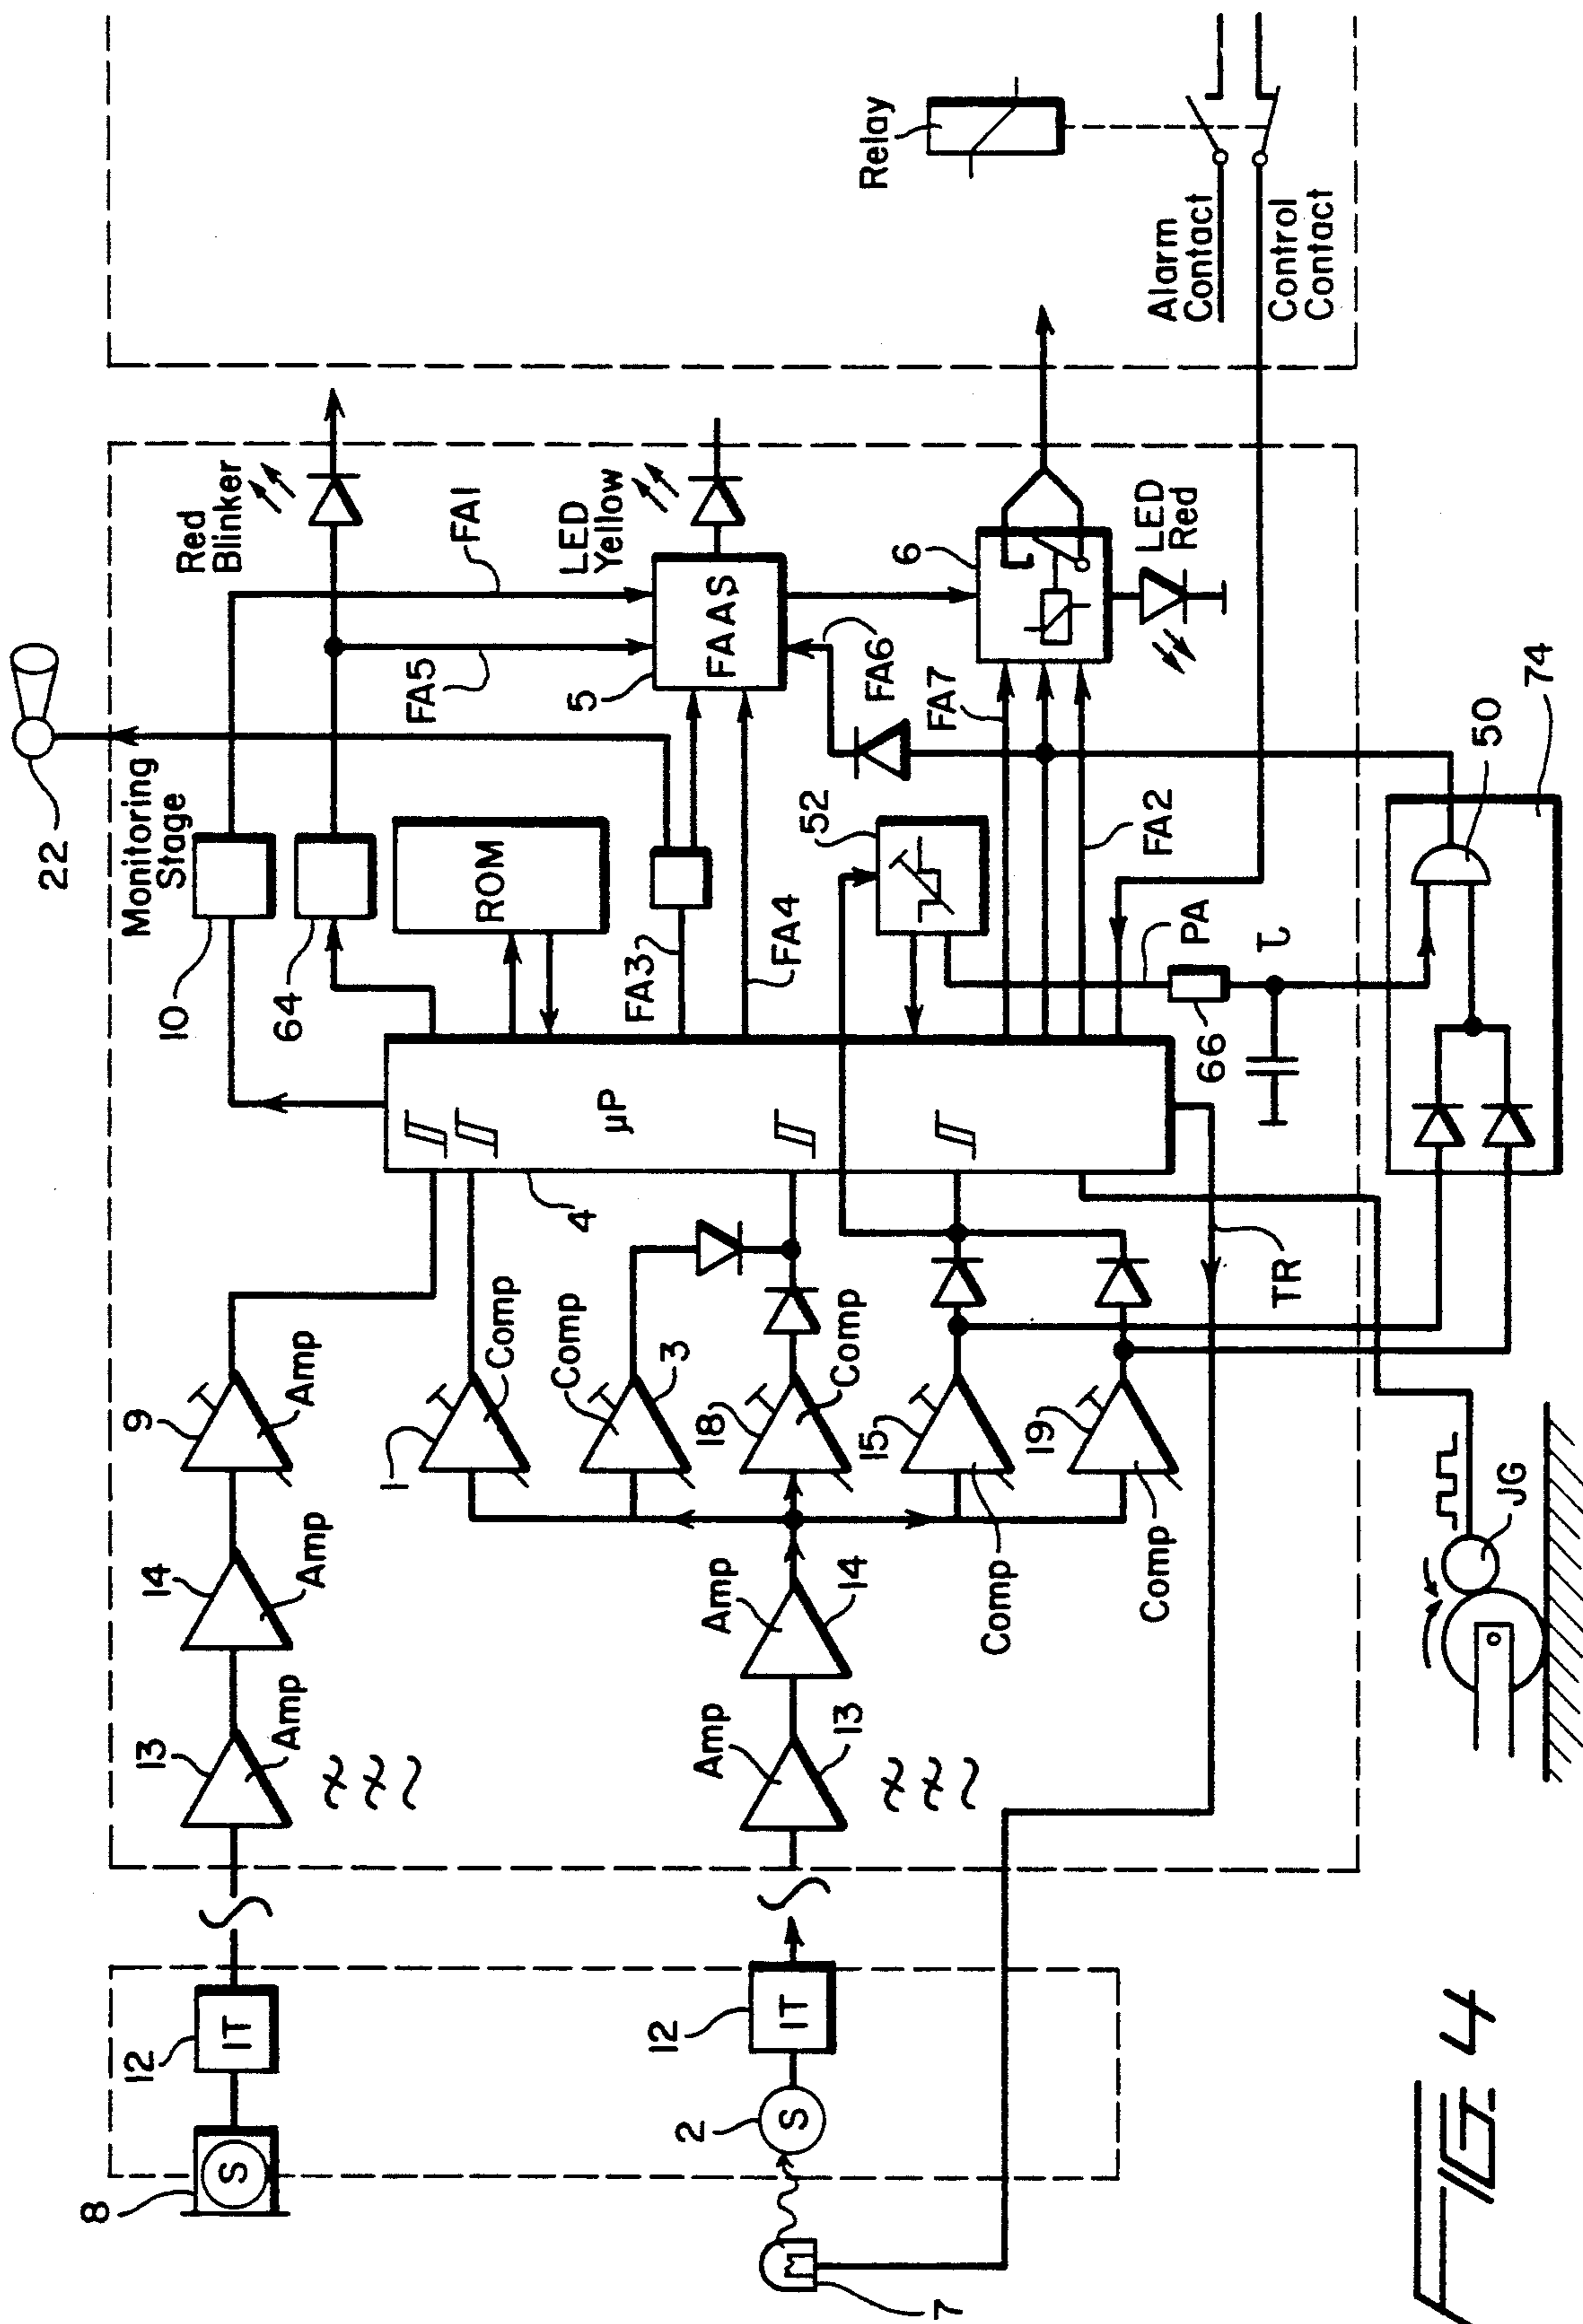 22
Monitoring
Stage
10
64
Red
Blinker
FA1
FA5
LED
Yellow
ROM
FA3
5
FAAS
FA4
FA6
52
6
FA7
LED
Red
FA2
PA
66
τ
50
74
Relay
Alarm
Contact
Control
Contact
μP
4
9
Amp
14
Amp
13
Amp
1
Comp
Comp
3
18
Comp
15
Comp
19
Comp
Amp
14
Amp
13
TR
JG
12
IT
8
S
12
IT
2
S
7
FIG. 4